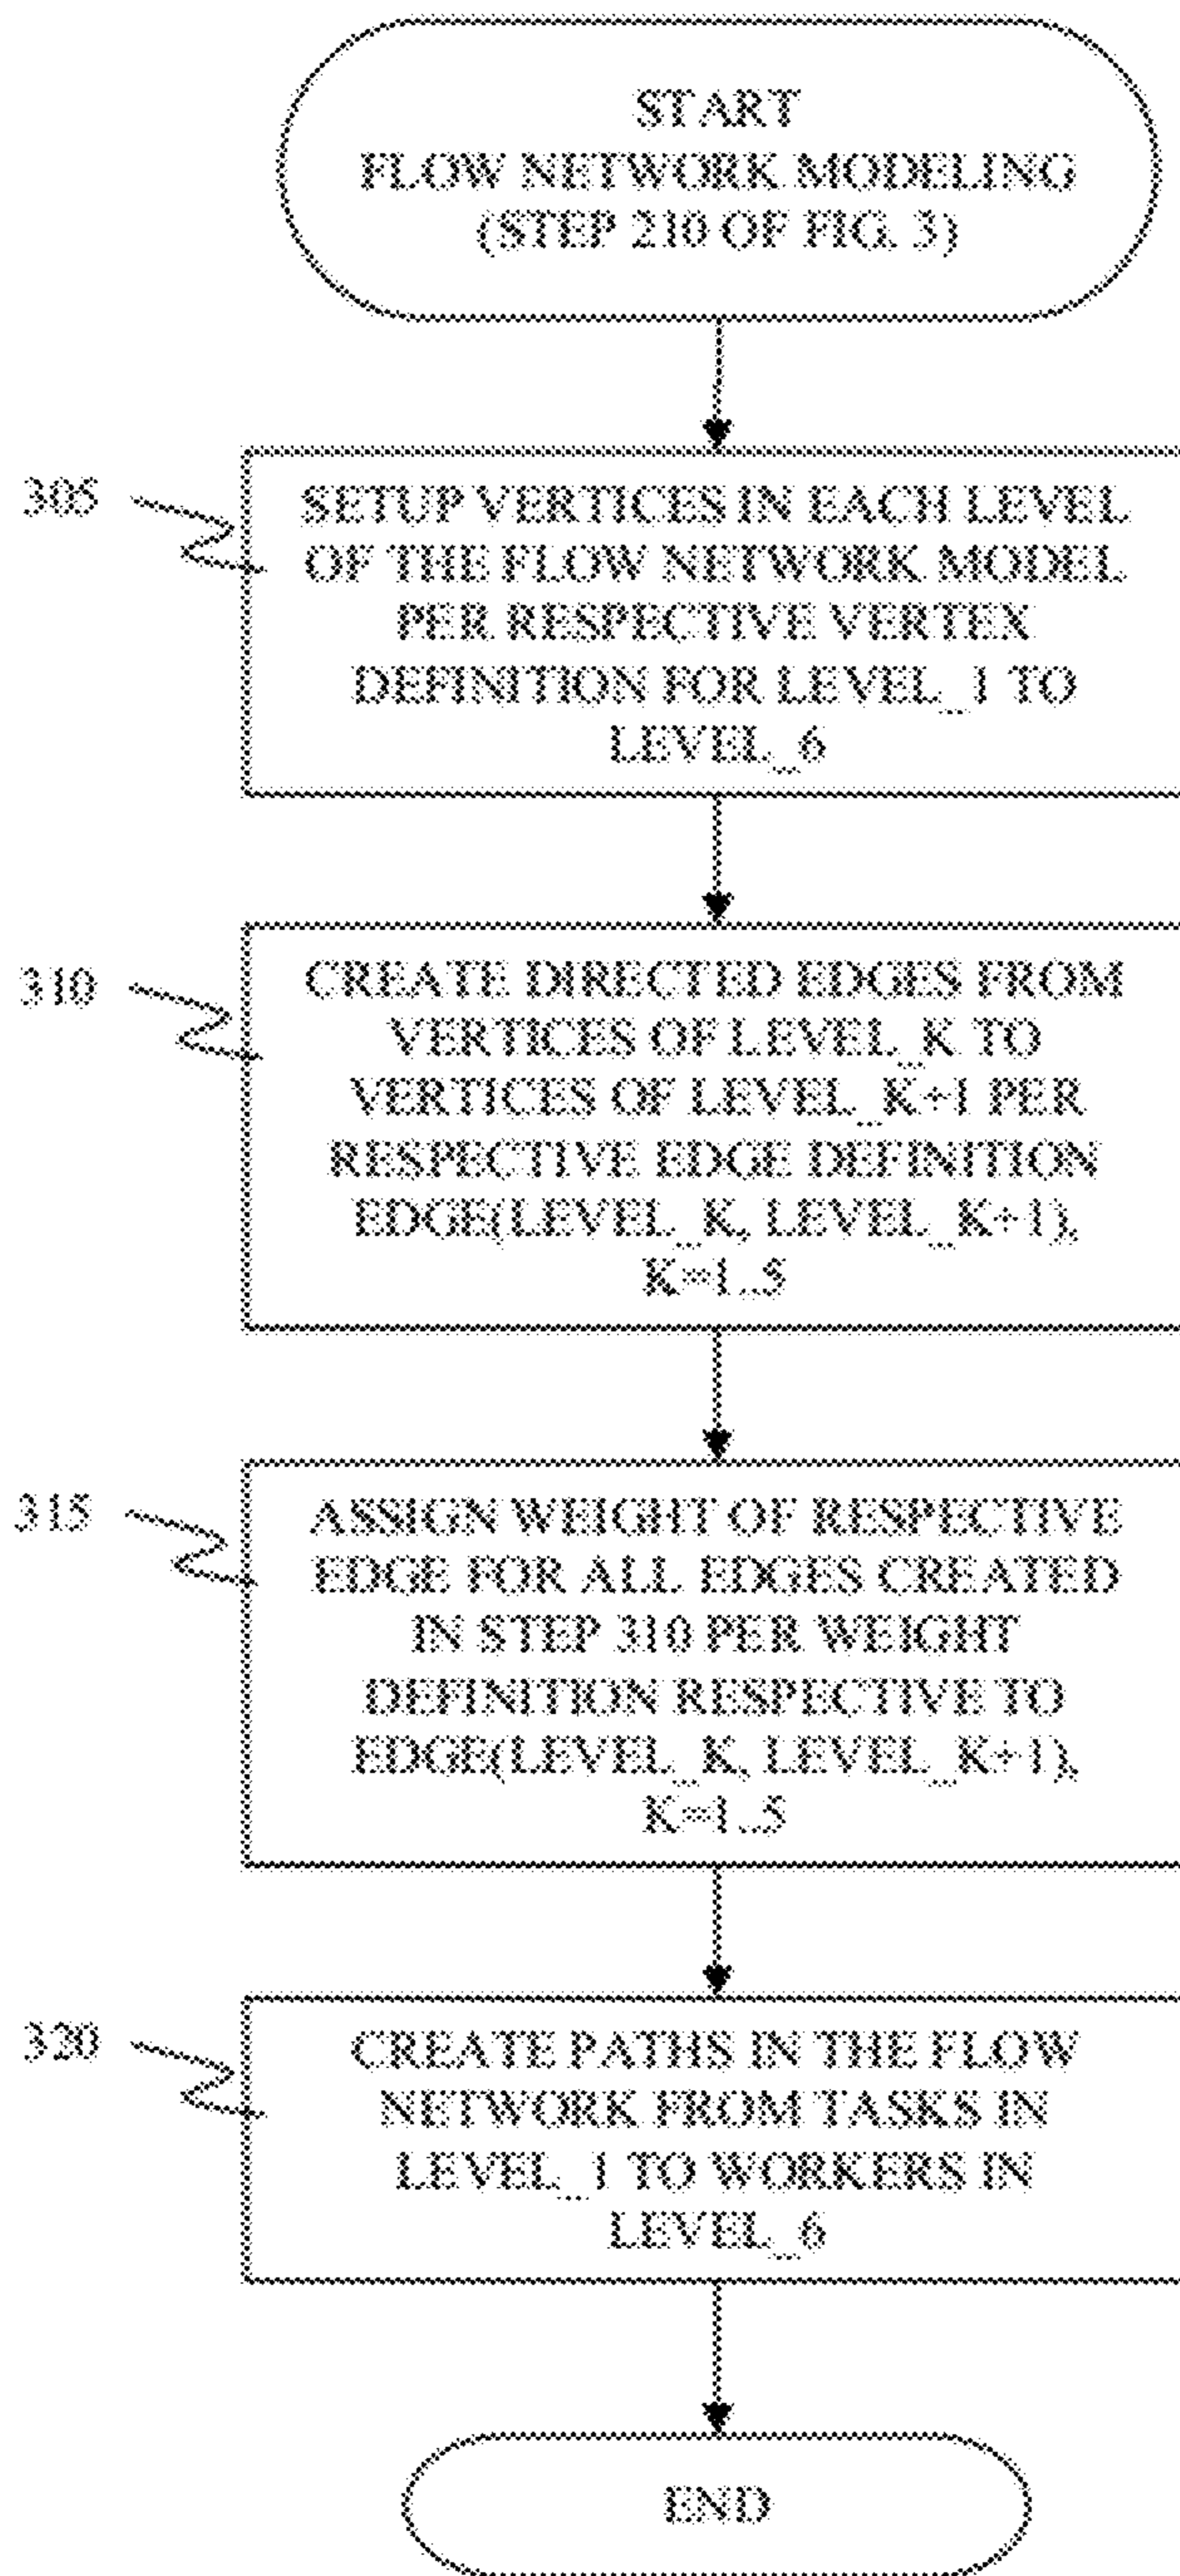 START
FLOW NETWORK MODELING
(STEP 210 OF FIG. 3)
305
SETUP VERTICES IN EACH LEVEL
OF THE FLOW NETWORK MODEL
PER RESPECTIVE VERTEX
DEFINITION FOR LEVEL_1 TO
LEVEL_6
310
CREATE DIRECTED EDGES FROM
VERTICES OF LEVEL_K TO
VERTICES OF LEVEL_K+1 PER
RESPECTIVE EDGE DEFINITION
EDGE(LEVEL_K, LEVEL_K+1),
K=1..5
315
ASSIGN WEIGHT OF RESPECTIVE
EDGE FOR ALL EDGES CREATED
IN STEP 310 PER WEIGHT
DEFINITION RESPECTIVE TO
EDGE(LEVEL_K, LEVEL_K+1),
K=1..5
320
CREATE PATHS IN THE FLOW
NETWORK FROM TASKS IN
LEVEL_1 TO WORKERS IN
LEVEL_6
END